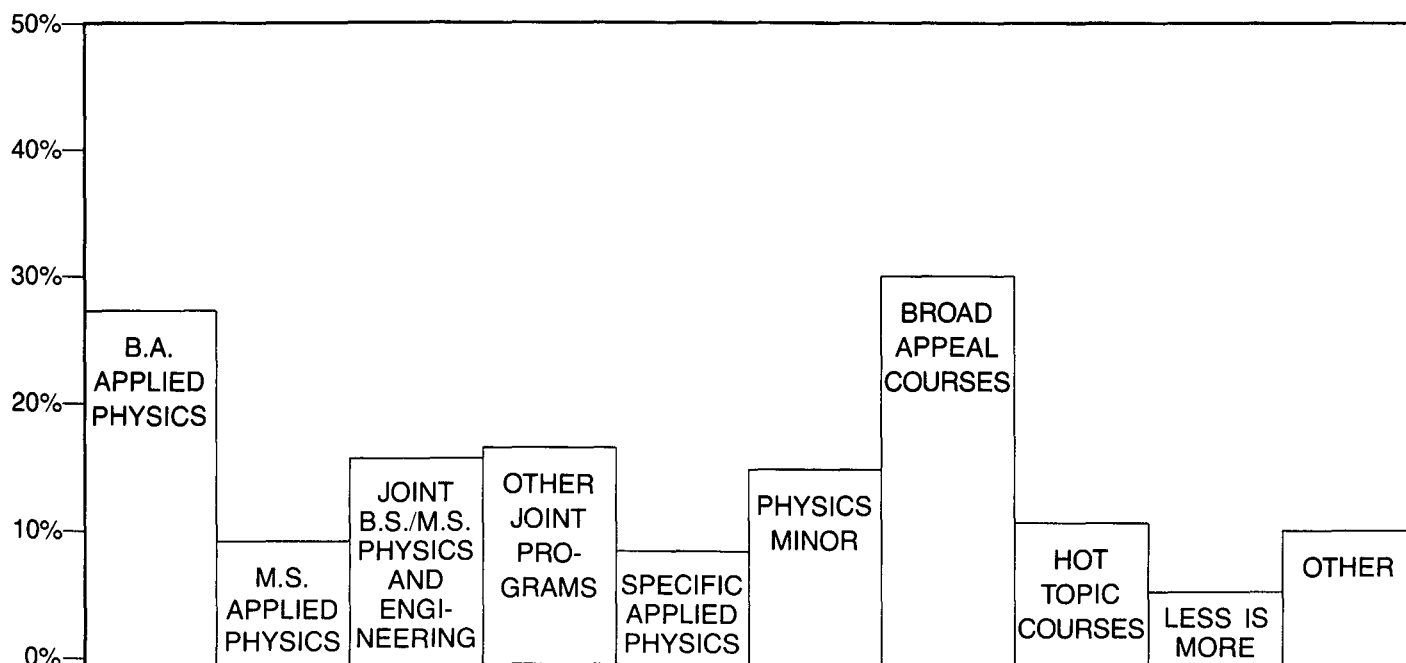 50%
40%
30%
20%
10%
0%
B.A.
APPLIED
PHYSICS
M.S.
APPLIED
PHYSICS
JOINT
B.S./M.S.
PHYSICS
AND
ENGI-
NEERING
OTHER
JOINT
PRO-
GRAMS
SPECIFIC
APPLIED
PHYSICS
PHYSICS
MINOR
BROAD
APPEAL
COURSES
HOT
TOPIC
COURSES
LESS IS
MORE
OTHER